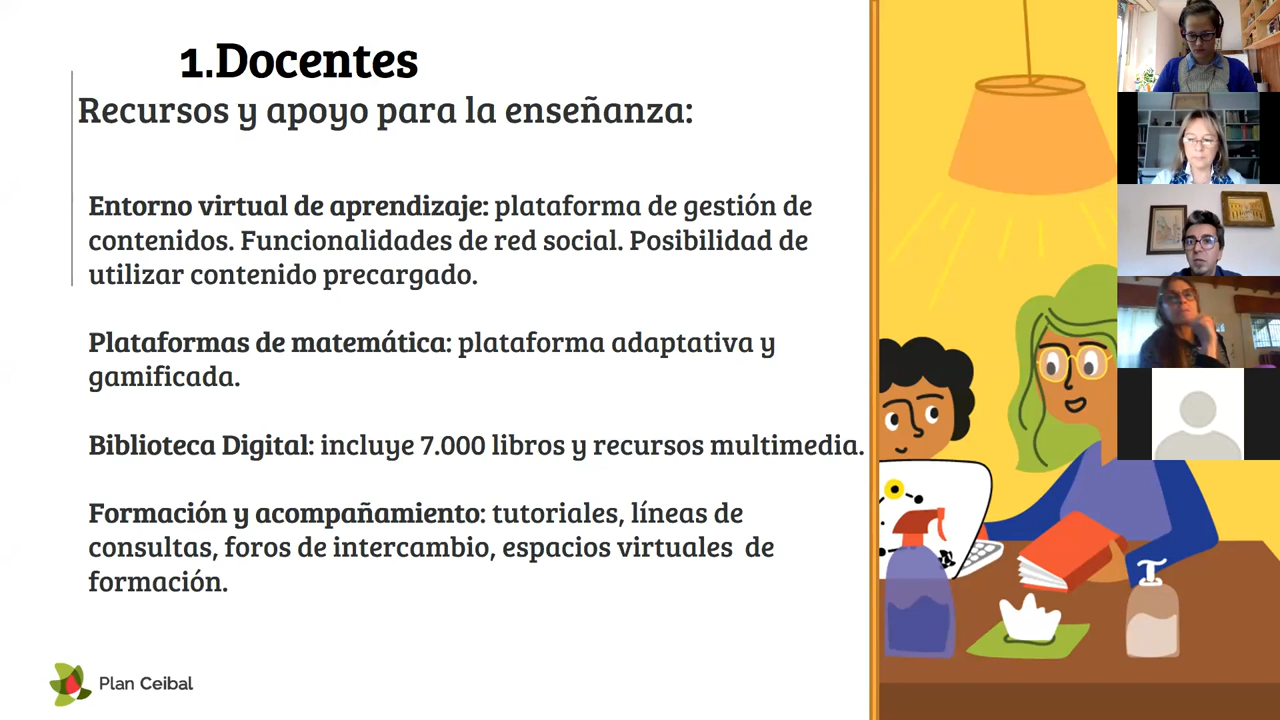 1.Docentes
Recursos y apoyo para la enseñanza:
Entorno virtual de aprendizaje: plataforma de gestión de
contenidos. Funcionalidades de red social. Posibilidad de
utilizar contenido precargado.
Plataformas de matemática: plataforma adaptativa y
gamificada.
Biblioteca Digital: incluye 7.000 libros y recursos multimedia.
Formación y acompañamiento: tutoriales, líneas de
consultas, foros de intercambio, espacios virtuales de
formación.
Plan Ceibal